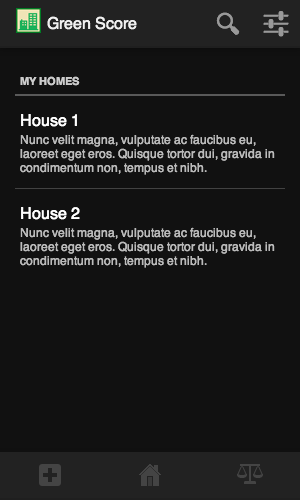 Green Score
MY HOMES
House 1
Nunc velit magna, vulputate ac faucibus eu,
laoreet eget eros. Quisque tortor dui, gravida in
condimentum non, tempus et nibh.
House 2
Nunc velit magna, vulputate ac faucibus eu,
laoreet eget eros. Quisque tortor dui, gravida in
condimentum non, tempus et nibh.